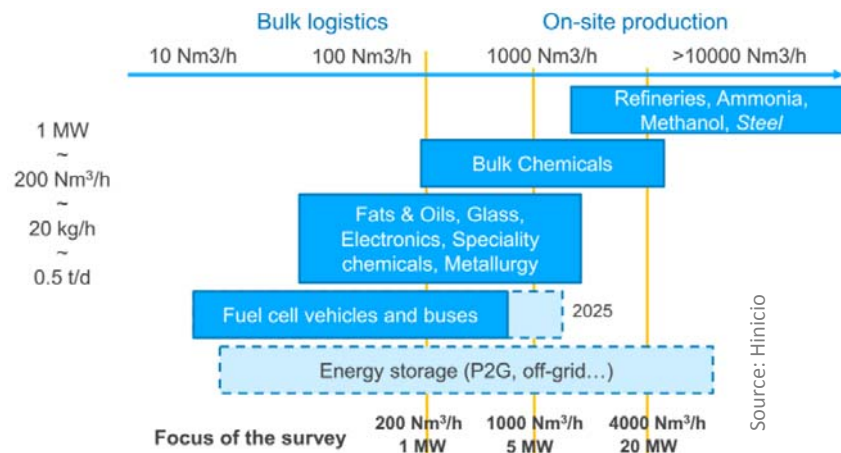 Bulk logistics On-site production
10 Nm3/h 100 Nm3/h 1000 Nm3/h >10000 Nm3/h
Refineries, Ammonia,
Methanol, Steel
1 MW
~
200 Nm³/h
~
20 kg/h
~
0.5 t/d
Bulk Chemicals
Fats & Oils, Glass,
Electronics, Speciality
chemicals, Metallurgy
Fuel cell vehicles and buses
2025
Energy storage (P2G, off-grid…)
Source: Hinicio
Focus of the survey
200 Nm³/h 1000 Nm³/h 4000 Nm³/h
1 MW 5 MW 20 MW